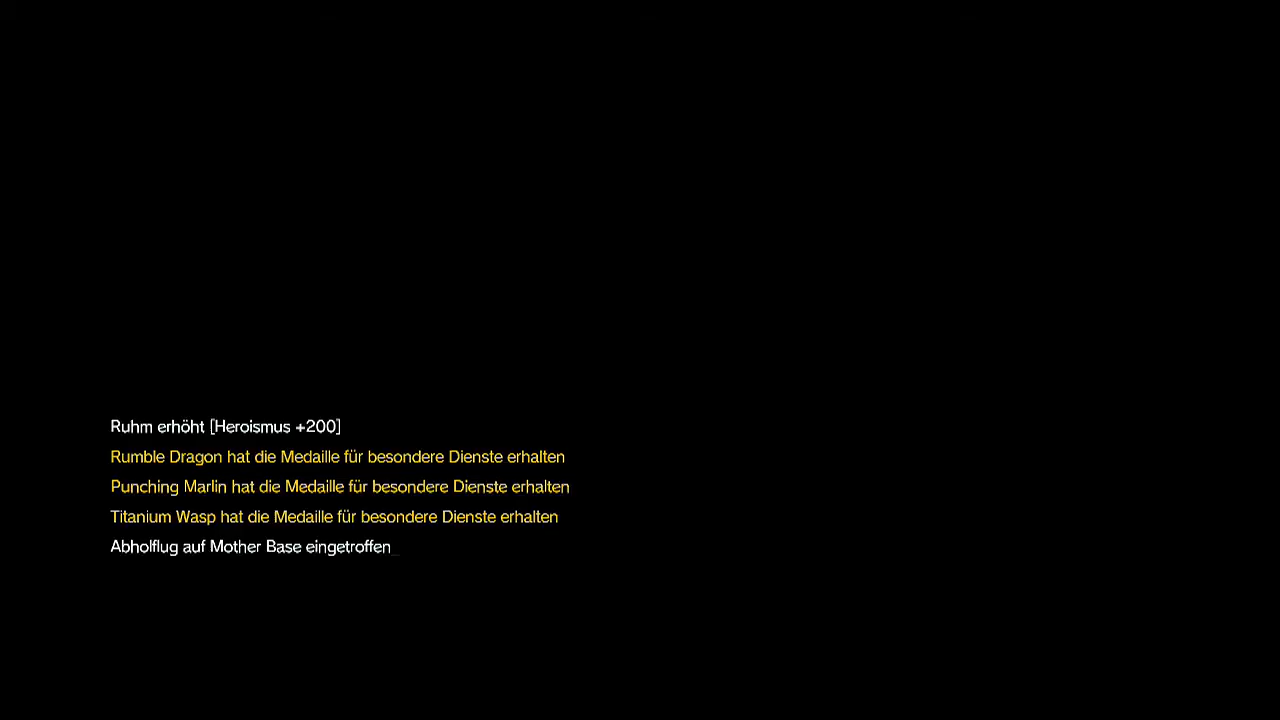 Ruhm erhöht [Heroismus +200]
Rumble Dragon hat die Medaille für besondere Dienste erhalten
Punching Marlin hat die Medaille für besondere Dienste erhalten
Titanium Wasp hat die Medaille für besondere Dienste erhalten
Abholflug auf Mother Base eingetroffen_